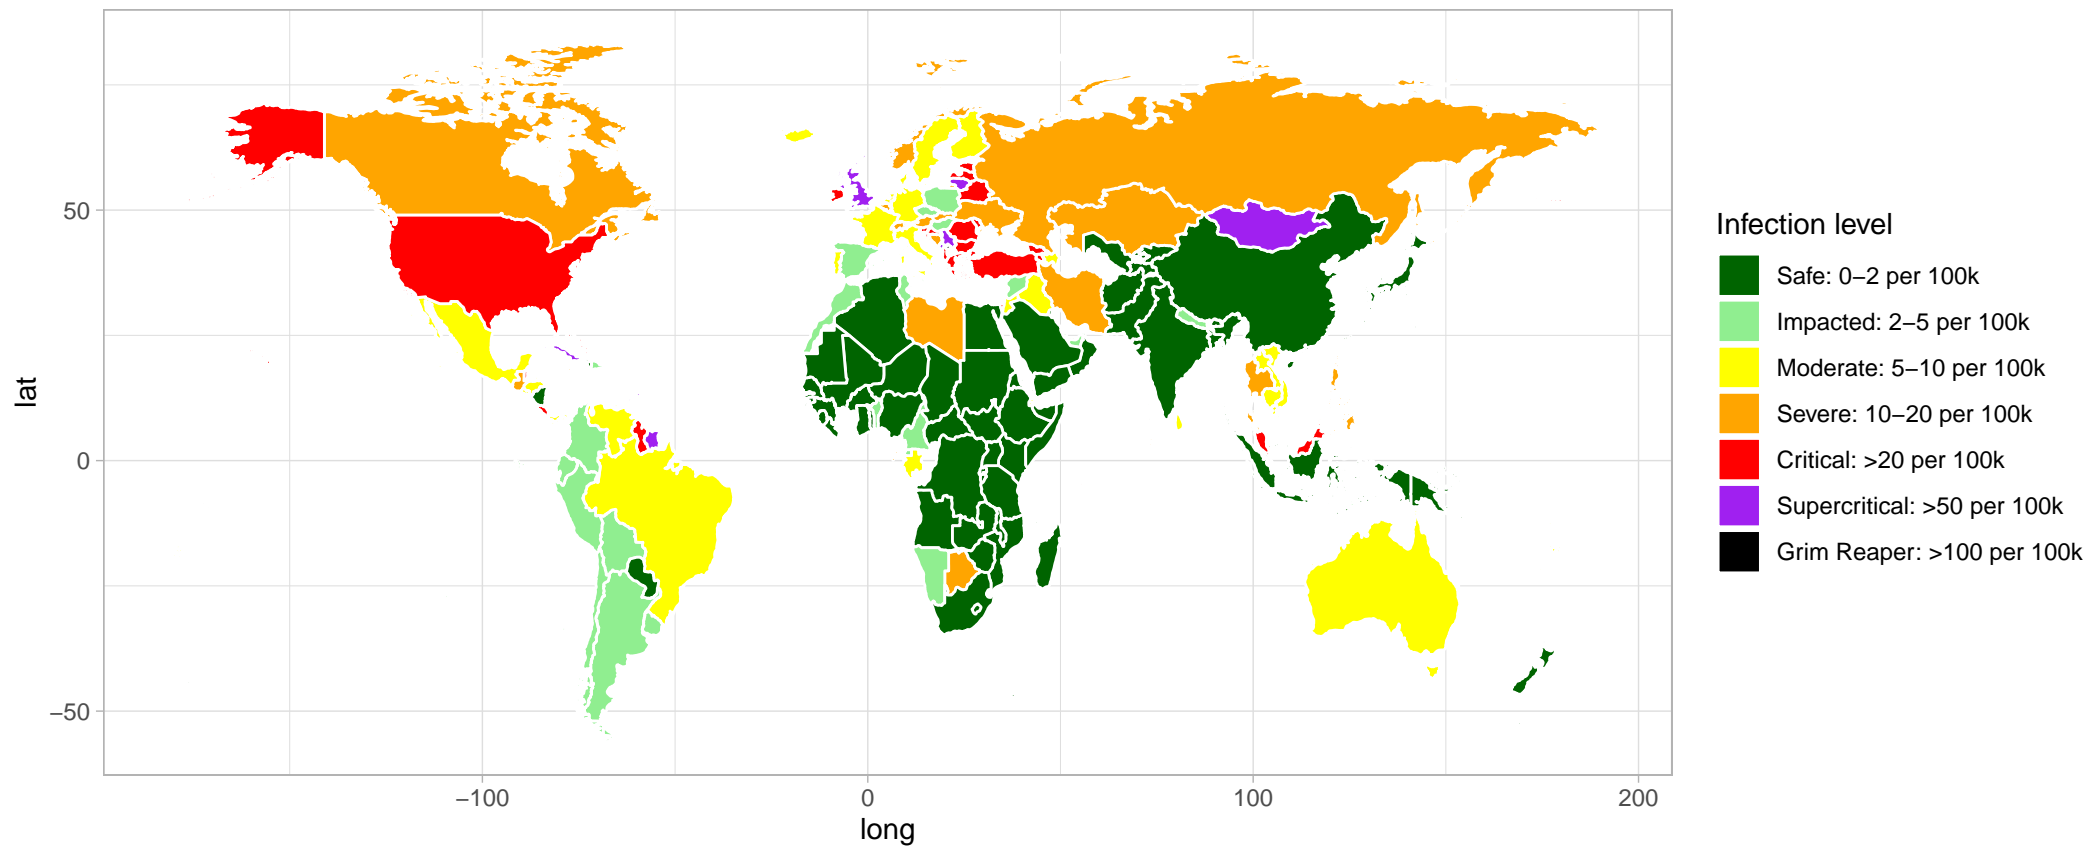 Infection level
Safe: 0–2 per 100k
Impacted: 2–5 per 100k
Moderate: 5–10 per 100k
Severe: 10–20 per 100k
Critical: >20 per 100k
Supercritical: >50 per 100k
Grim Reaper: >100 per 100k
lat
50
0
−50
−100
0
100
200
long